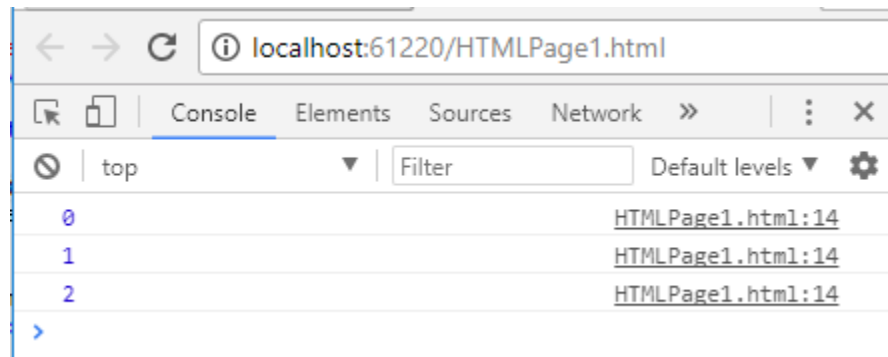 localhost:61220/HTMLPage1.html
Console Elements Sources Network »
top ▼ Filter Default levels ▼
0 HTMLPage1.html:14
1 HTMLPage1.html:14
2 HTMLPage1.html:14
>